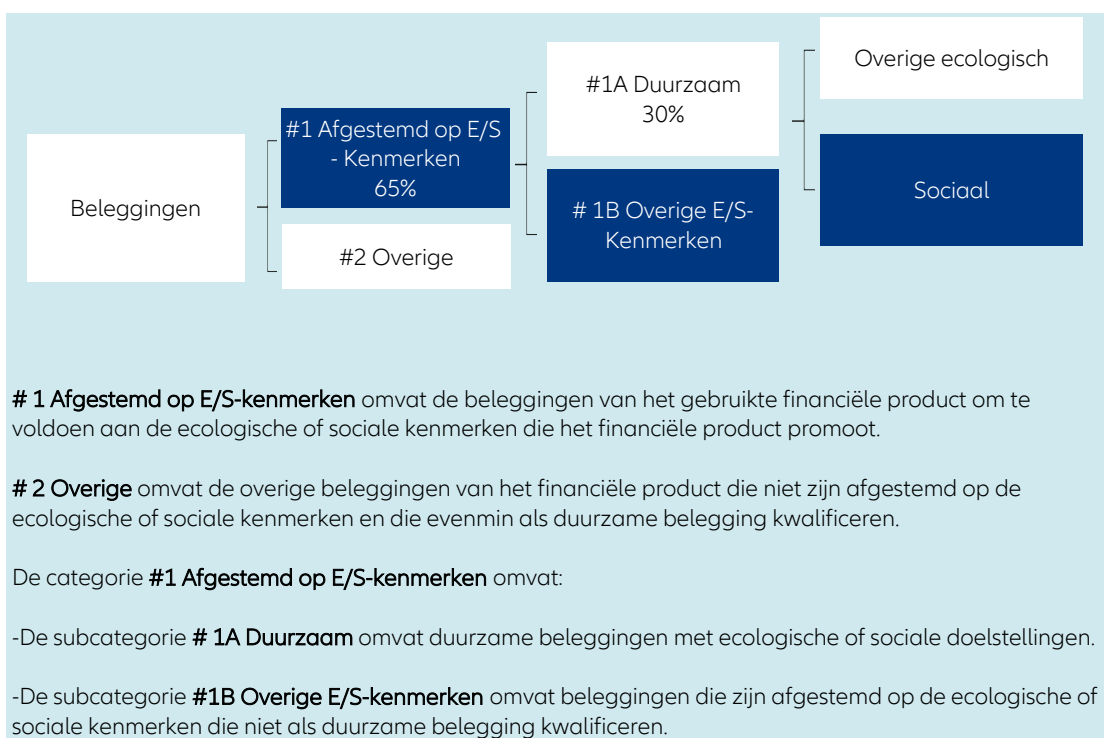 Beleggingen
#1 Afgestemd op E/S
- Kenmerken
65%
#2 Overige
#1A Duurzaam
30%
# 1B Overige E/S-
Kenmerken
Overige ecologisch
Sociaal
# 1 Afgestemd op E/S-kenmerken omvat de beleggingen van het gebruikte financiële product om te
voldoen aan de ecologische of sociale kenmerken die het financiële product promoot.
# 2 Overige omvat de overige beleggingen van het financiële product die niet zijn afgestemd op de
ecologische of sociale kenmerken en die evenmin als duurzame belegging kwalificeren.
De categorie #1 Afgestemd op E/S-kenmerken omvat:
-De subcategorie # 1A Duurzaam omvat duurzame beleggingen met ecologische of sociale doelstellingen.
-De subcategorie #1B Overige E/S-kenmerken omvat beleggingen die zijn afgestemd op de ecologische of
sociale kenmerken die niet als duurzame belegging kwalificeren.